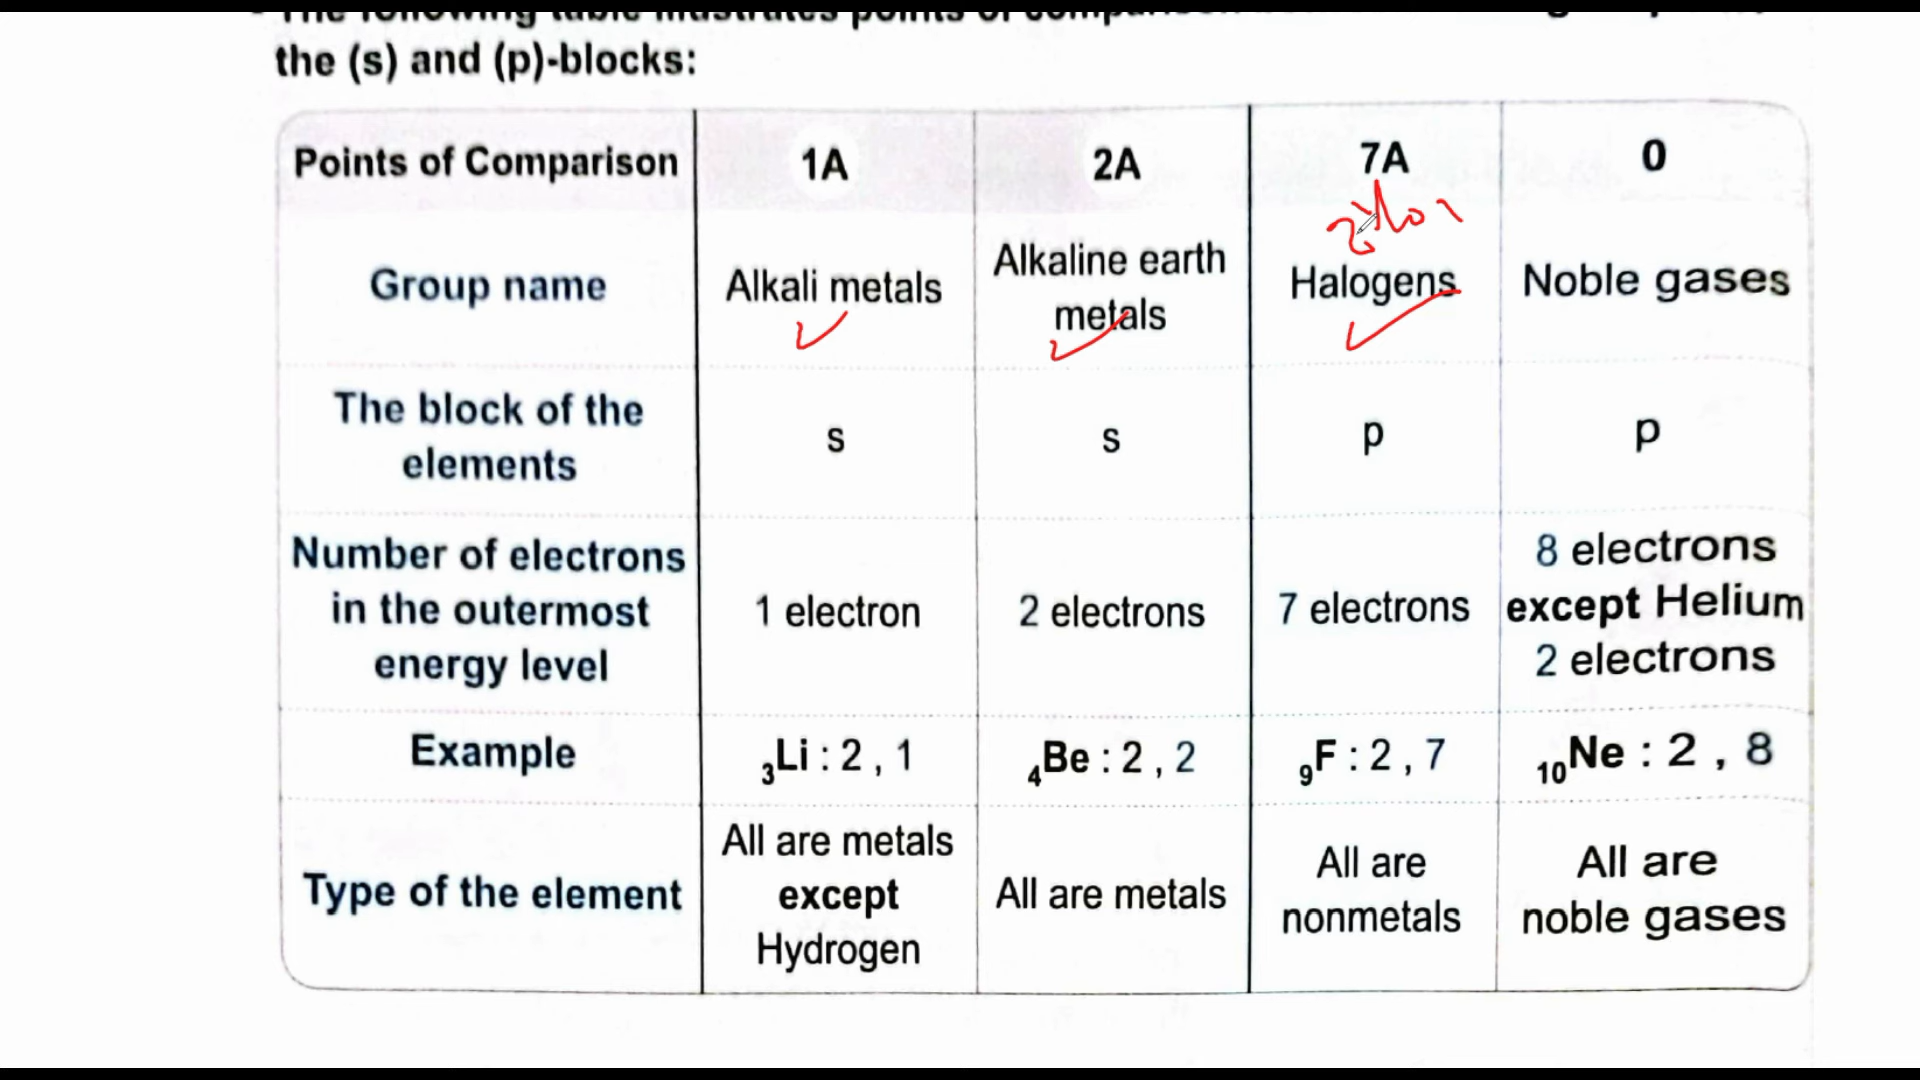 the (s) and (p)-blocks:
Points of Comparison 1A 2A 7A 0
Group name Alkali metals Alkaline earth metals Halogens Noble gases
The block of the elements s s p p
Number of electrons in the outermost energy level 1 electron 2 electrons 7 electrons 8 electrons except Helium 2 electrons
Example ₃Li : 2 , 1 ₄Be : 2 , 2 ₉F : 2 , 7 ₁₀Ne : 2 , 8
Type of the element All are metals except Hydrogen All are metals All are nonmetals All are noble gases